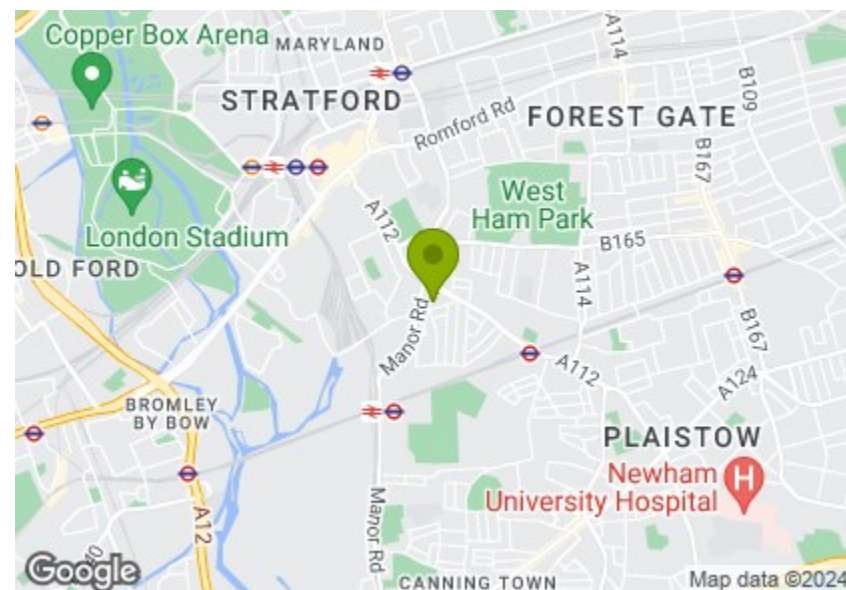 Copper Box Arena
MARYLAND
A114
STRATFORD
Romford Rd
FOREST GATE
B109
B167
West
Ham Park
A112
London Stadium
B165
OLD FORD
A114
Manor Rd
B167
A112
A124
BROMLEY
BY BOW
PLAISTOW
Newham
University Hospital
H
A12
Manor Rd
Google
CANNING TOWN
Map data ©2024